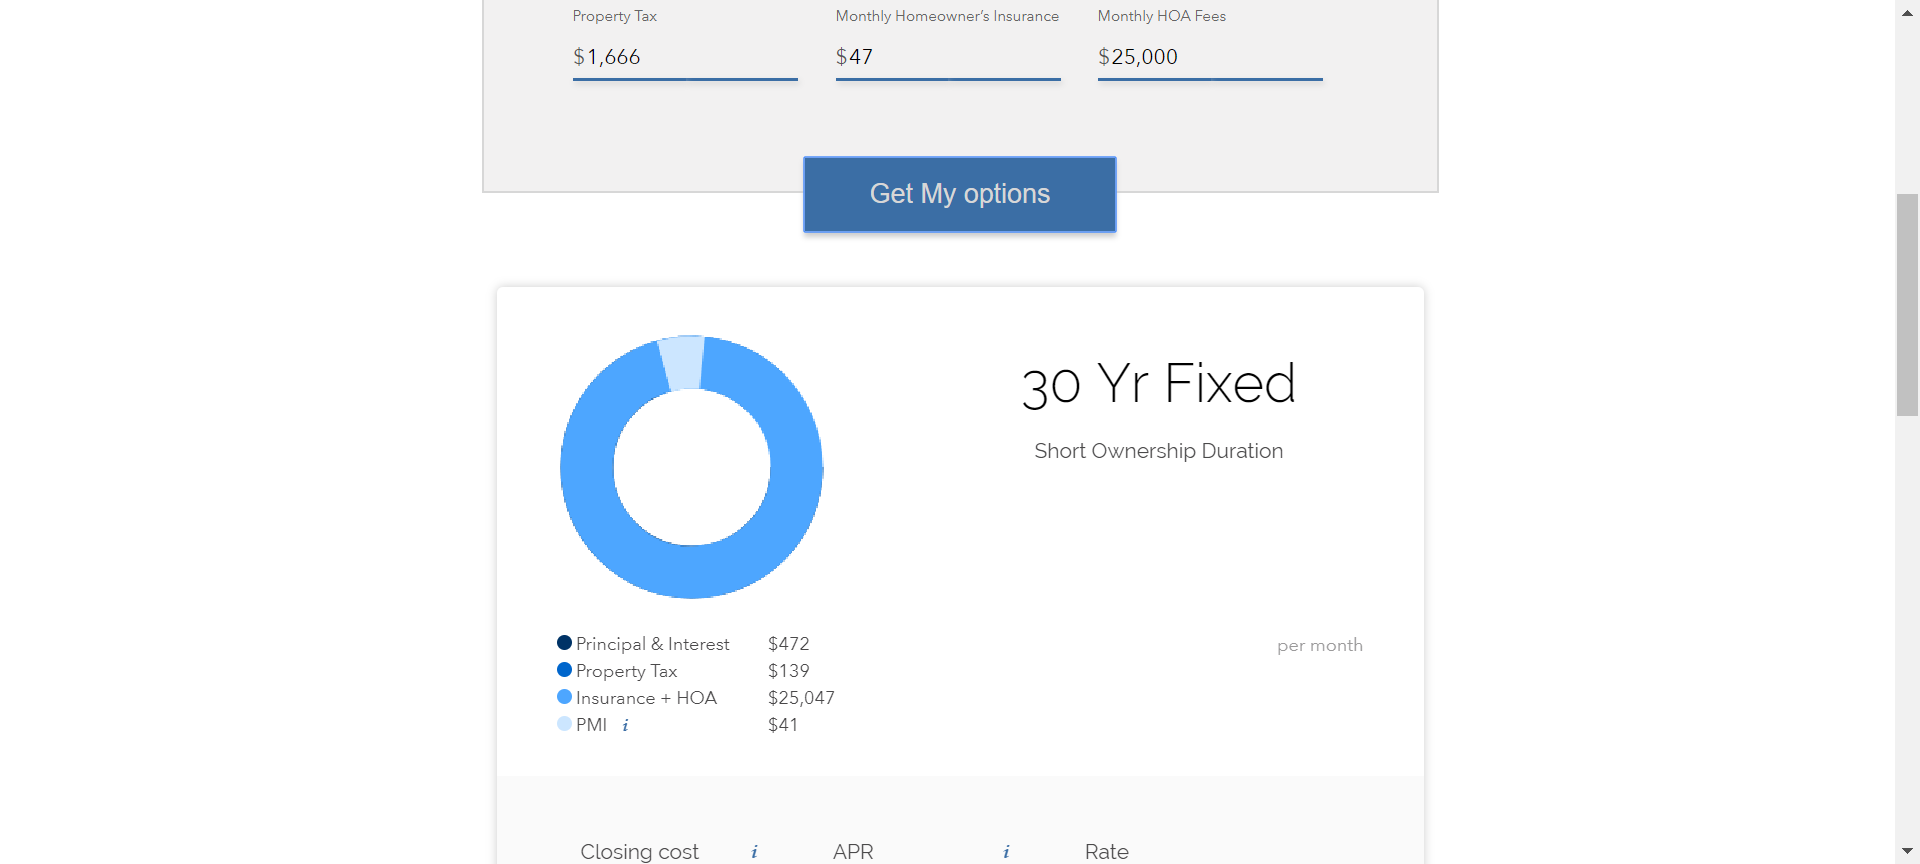 Property Tax Monthly Homeowner’s Insurance Monthly HOA Fees
$1,666 $47 $25,000
Get My options
30 Yr Fixed
Short Ownership Duration
Principal & Interest $472 per month
Property Tax $139
Insurance + HOA $25,047
PMI i $41
Closing cost i APR i Rate